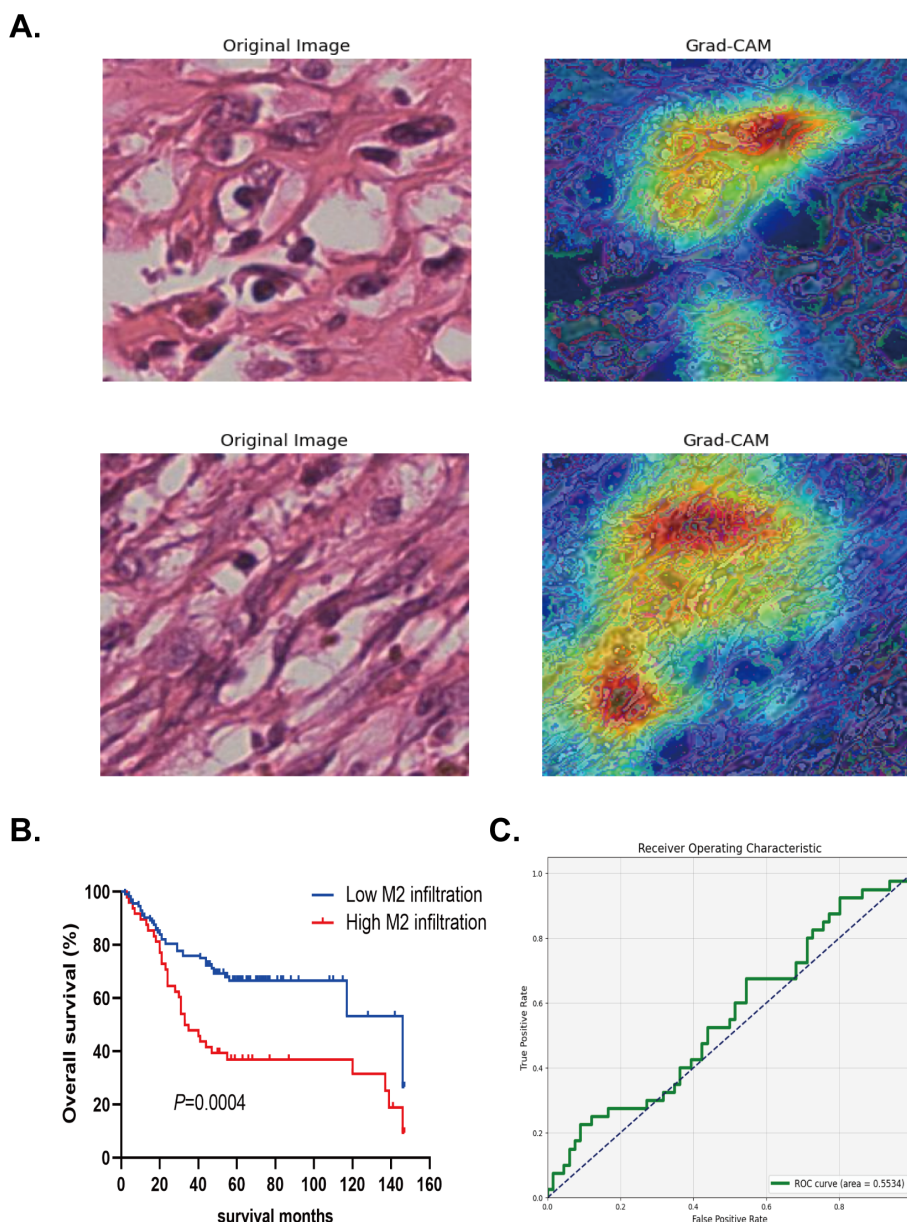 A.
Original Image
Grad-CAM
Original Image
Grad-CAM
B.
C.
Overall survival (%)
100
80
60
40
20
0
0 20 40 60 80 100 120 140 160
survival months
Low M2 infiltration
High M2 infiltration
P=0.0004
Receiver Operating Characteristic
True Positive Rate
1.0
0.8
0.6
0.4
0.2
0.0
0.0 0.2 0.4 0.6 0.8
False Positive Rate
ROC curve (area = 0.5534)